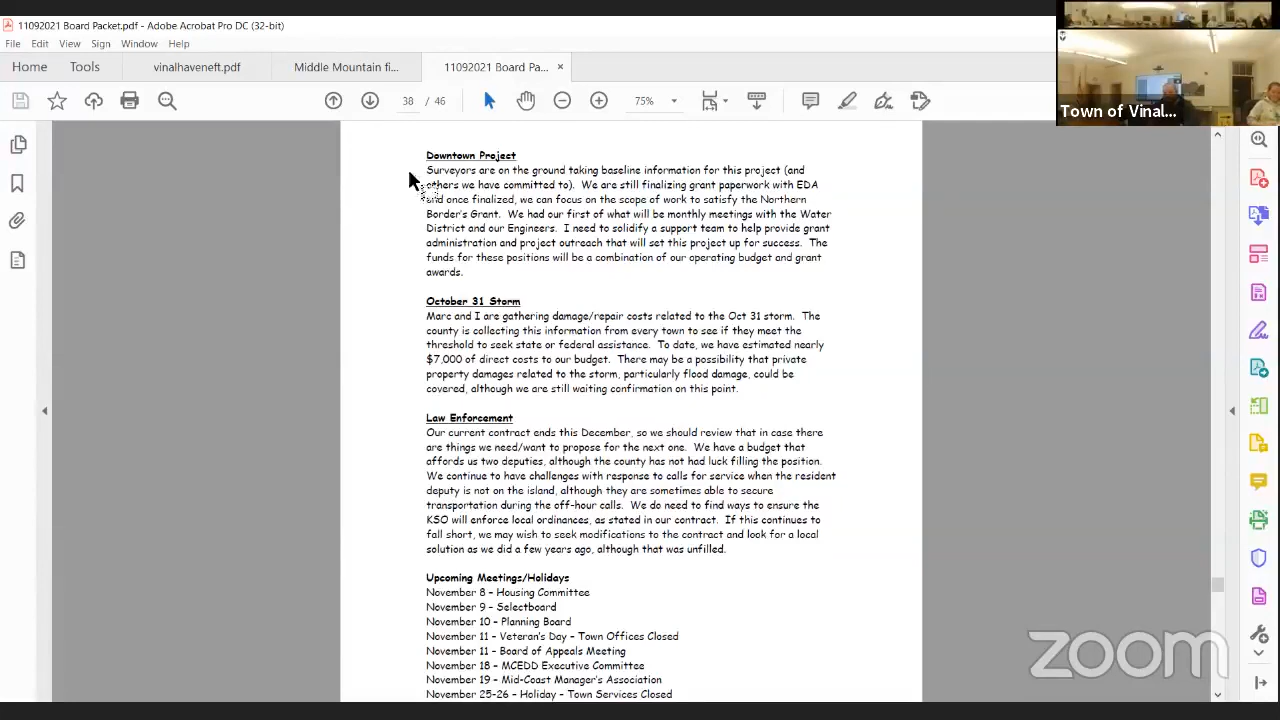 11092021 Board Packet.pdf - Adobe Acrobat Pro DC (32-bit)
File Edit View Sign Window Help
Home Tools vinalhaveneft.pdf Middle Mountain fi... 11092021 Board Pa... ×
38 / 46 75%
Town of Vinal...
Downtown Project
Surveyors are on the ground taking baseline information for this project (and
others we have committed to). We are still finalizing grant paperwork with EDA
and once finalized, we can focus on the scope of work to satisfy the Northern
Border's Grant. We had our first of what will be monthly meetings with the Water
District and our Engineers. I need to solidify a support team to help provide grant
administration and project outreach that will set this project up for success. The
funds for these positions will be a combination of our operating budget and grant
awards.
October 31 Storm
Marc and I are gathering damage/repair costs related to the Oct 31 storm. The
county is collecting this information from every town to see if they meet the
threshold to seek state or federal assistance. To date, we have estimated nearly
$7,000 of direct costs to our budget. There may be a possibility that private
property damages related to the storm, particularly flood damage, could be
covered, although we are still waiting confirmation on this point.
Law Enforcement
Our current contract ends this December, so we should review that in case there
are things we need/want to propose for the next one. We have a budget that
affords us two deputies, although the county has not had luck filling the position.
We continue to have challenges with response to calls for service when the resident
deputy is not on the island, although they are sometimes able to secure
transportation during the off-hour calls. We do need to find ways to ensure the
KSO will enforce local ordinances, as stated in our contract. If this continues to
fall short, we may wish to seek modifications to the contract and look for a local
solution as we did a few years ago, although that was unfilled.
Upcoming Meetings/Holidays
November 8 – Housing Committee
November 9 – Selectboard
November 10 – Planning Board
November 11 – Veteran's Day – Town Offices Closed
November 11 – Board of Appeals Meeting
November 18 – MCEDD Executive Committee
November 19 – Mid-Coast Manager's Association
November 25-26 – Holiday – Town Services Closed
zoom